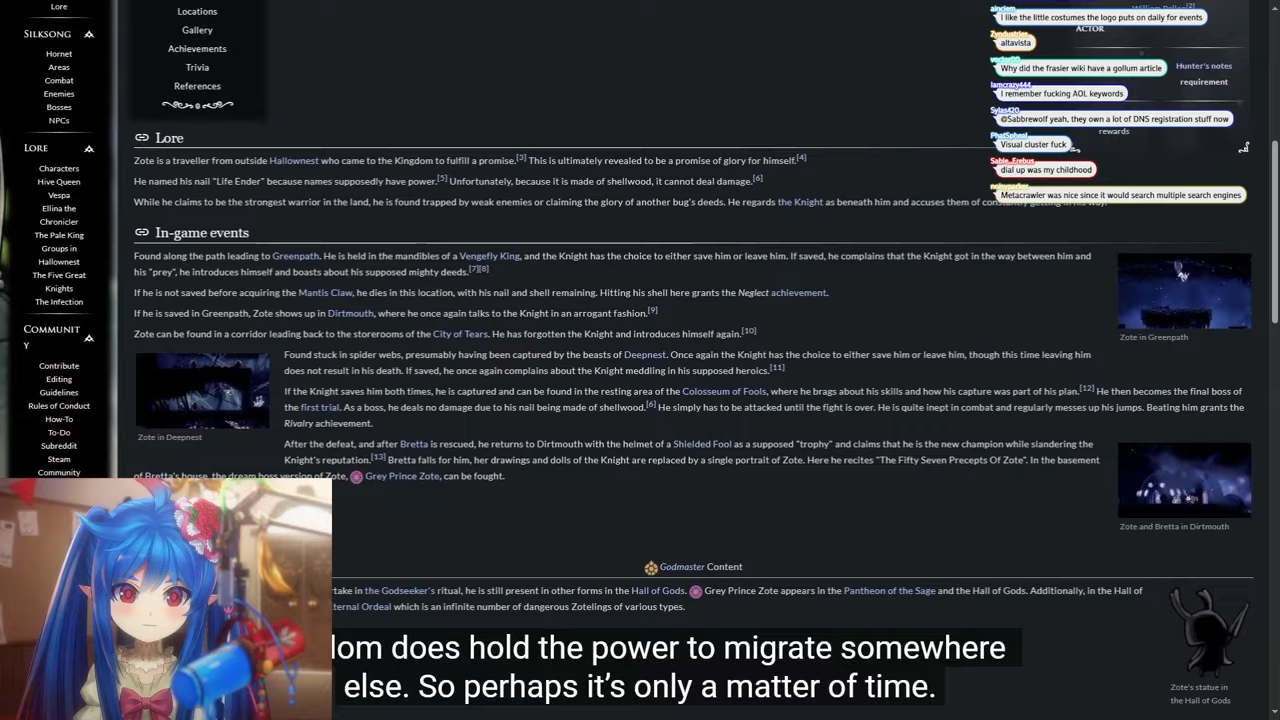 Lore
SILKSONG
Hornet
Areas
Combat
Enemies
Bosses
NPCs
LORE
Characters
Hive Queen
Vespa
Ellina the
Chronicler
The Pale King
Groups in
Hallownest
The Five Great
Knights
The Infection
COMMUNIT
Y
Contribute
Editing
Guidelines
Rules of Conduct
How-To
To-Do
Subreddit
Steam
Community
Locations
Gallery
Achievements
Trivia
References
Lore
Zote is a traveller from outside Hallownest who came to the Kingdom to fulfill a promise.[3] This is ultimately revealed to be a promise of glory for himself.[4]
He named his nail "Life Ender" because names supposedly have power.[5] Unfortunately, because it is made of shellwood, it cannot deal damage.[6]
While he claims to be the strongest warrior in the land, he is found trapped by weak enemies or claiming the glory of another bug's deeds. He regards the Knight as beneath him and accuses them of constantly getting in his way.
In-game events
Found along the path leading to Greenpath. He is held in the mandibles of a Vengefly King, and the Knight has the choice to either save him or leave him. If saved, he complains that the Knight got in the way between him and
his "prey", he introduces himself and boasts about his supposed mighty deeds.[7][8]
If he is not saved before acquiring the Mantis Claw, he dies in this location, with his nail and shell remaining. Hitting his shell here grants the Neglect achievement.
If he is saved in Greenpath, Zote shows up in Dirtmouth, where he once again talks to the Knight in an arrogant fashion.[9]
Zote can be found in a corridor leading back to the storerooms of the City of Tears. He has forgotten the Knight and introduces himself again.[10]
Found stuck in spider webs, presumably having been captured by the beasts of Deepnest. Once again the Knight has the choice to either save him or leave him, though this time leaving him
does not result in his death. If saved, he once again complains about the Knight meddling in his supposed heroics.[11]
If the Knight saves him both times, he is captured and can be found in the resting area of the Colosseum of Fools, where he brags about his skills and how his capture was part of his plan.[12] He then becomes the final boss of
the first trial. As a boss, he deals no damage due to his nail being made of shellwood.[6] He simply has to be attacked until the fight is over. He is quite inept in combat and regularly messes up his jumps. Beating him grants the
Rivalry achievement.
After the defeat, and after Bretta is rescued, he returns to Dirtmouth with the helmet of a Shielded Fool as a supposed "trophy" and claims that he is the new champion while slandering the
Knight's reputation.[13] Bretta falls for him, her drawings and dolls of the Knight are replaced by a single portrait of Zote. Here he recites "The Fifty Seven Precepts Of Zote". In the basement
of Bretta's house, the dream boss version of Zote, Grey Prince Zote, can be fought.
Zote in Deepnest
Zote in Greenpath
Zote and Bretta in Dirtmouth
Godmaster Content
take in the Godseeker's ritual, he is still present in other forms in the Hall of Gods. Grey Prince Zote appears in the Pantheon of the Sage and the Hall of Gods. Additionally, in the Hall of
Eternal Ordeal which is an infinite number of dangerous Zotelings of various types.
Zote's statue in
the Hall of Gods
ACTOR
Hunter's notes
requirement
rewards
I like the little costumes the logo puts on daily for events
Zyndustries
altavista
Why did the frasier wiki have a gollum article
Iamcrazy444
I remember fucking AOL keywords
Sylas420
@Sabbrewolf yeah, they own a lot of DNS registration stuff now
PhatSpheal
Visual cluster fuck
Sable_Erebus
dial up was my childhood
Metacrawler was nice since it would search multiple search engines
dom does hold the power to migrate somewhere
else. So perhaps it's only a matter of time.